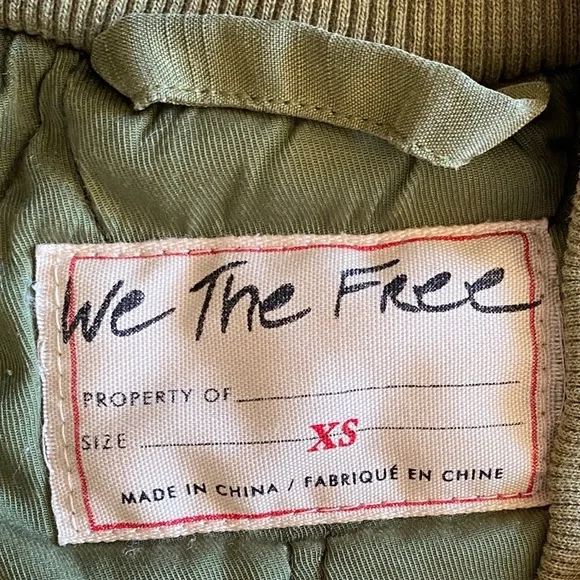 We The Free
PROPERTY OF
SIZE XS
MADE IN CHINA / FABRIQUÉ EN CHINE